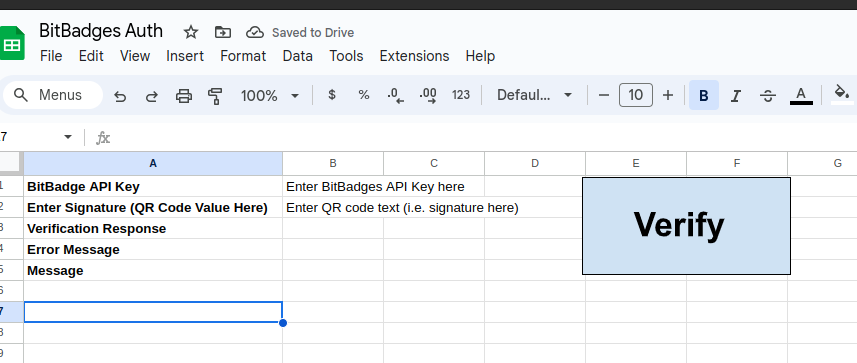 BitBadges Auth
Saved to Drive
File Edit View Insert Format Data Tools Extensions Help
Menus 100% $ % .0 .00 123 Defaul... 10 B I S A
7 fx
A B C D E F G
1 BitBadge API Key Enter BitBadges API Key here
2 Enter Signature (QR Code Value Here) Enter QR code text (i.e. signature here)
Verify
3 Verification Response
4 Error Message
5 Message
6
7
8
9